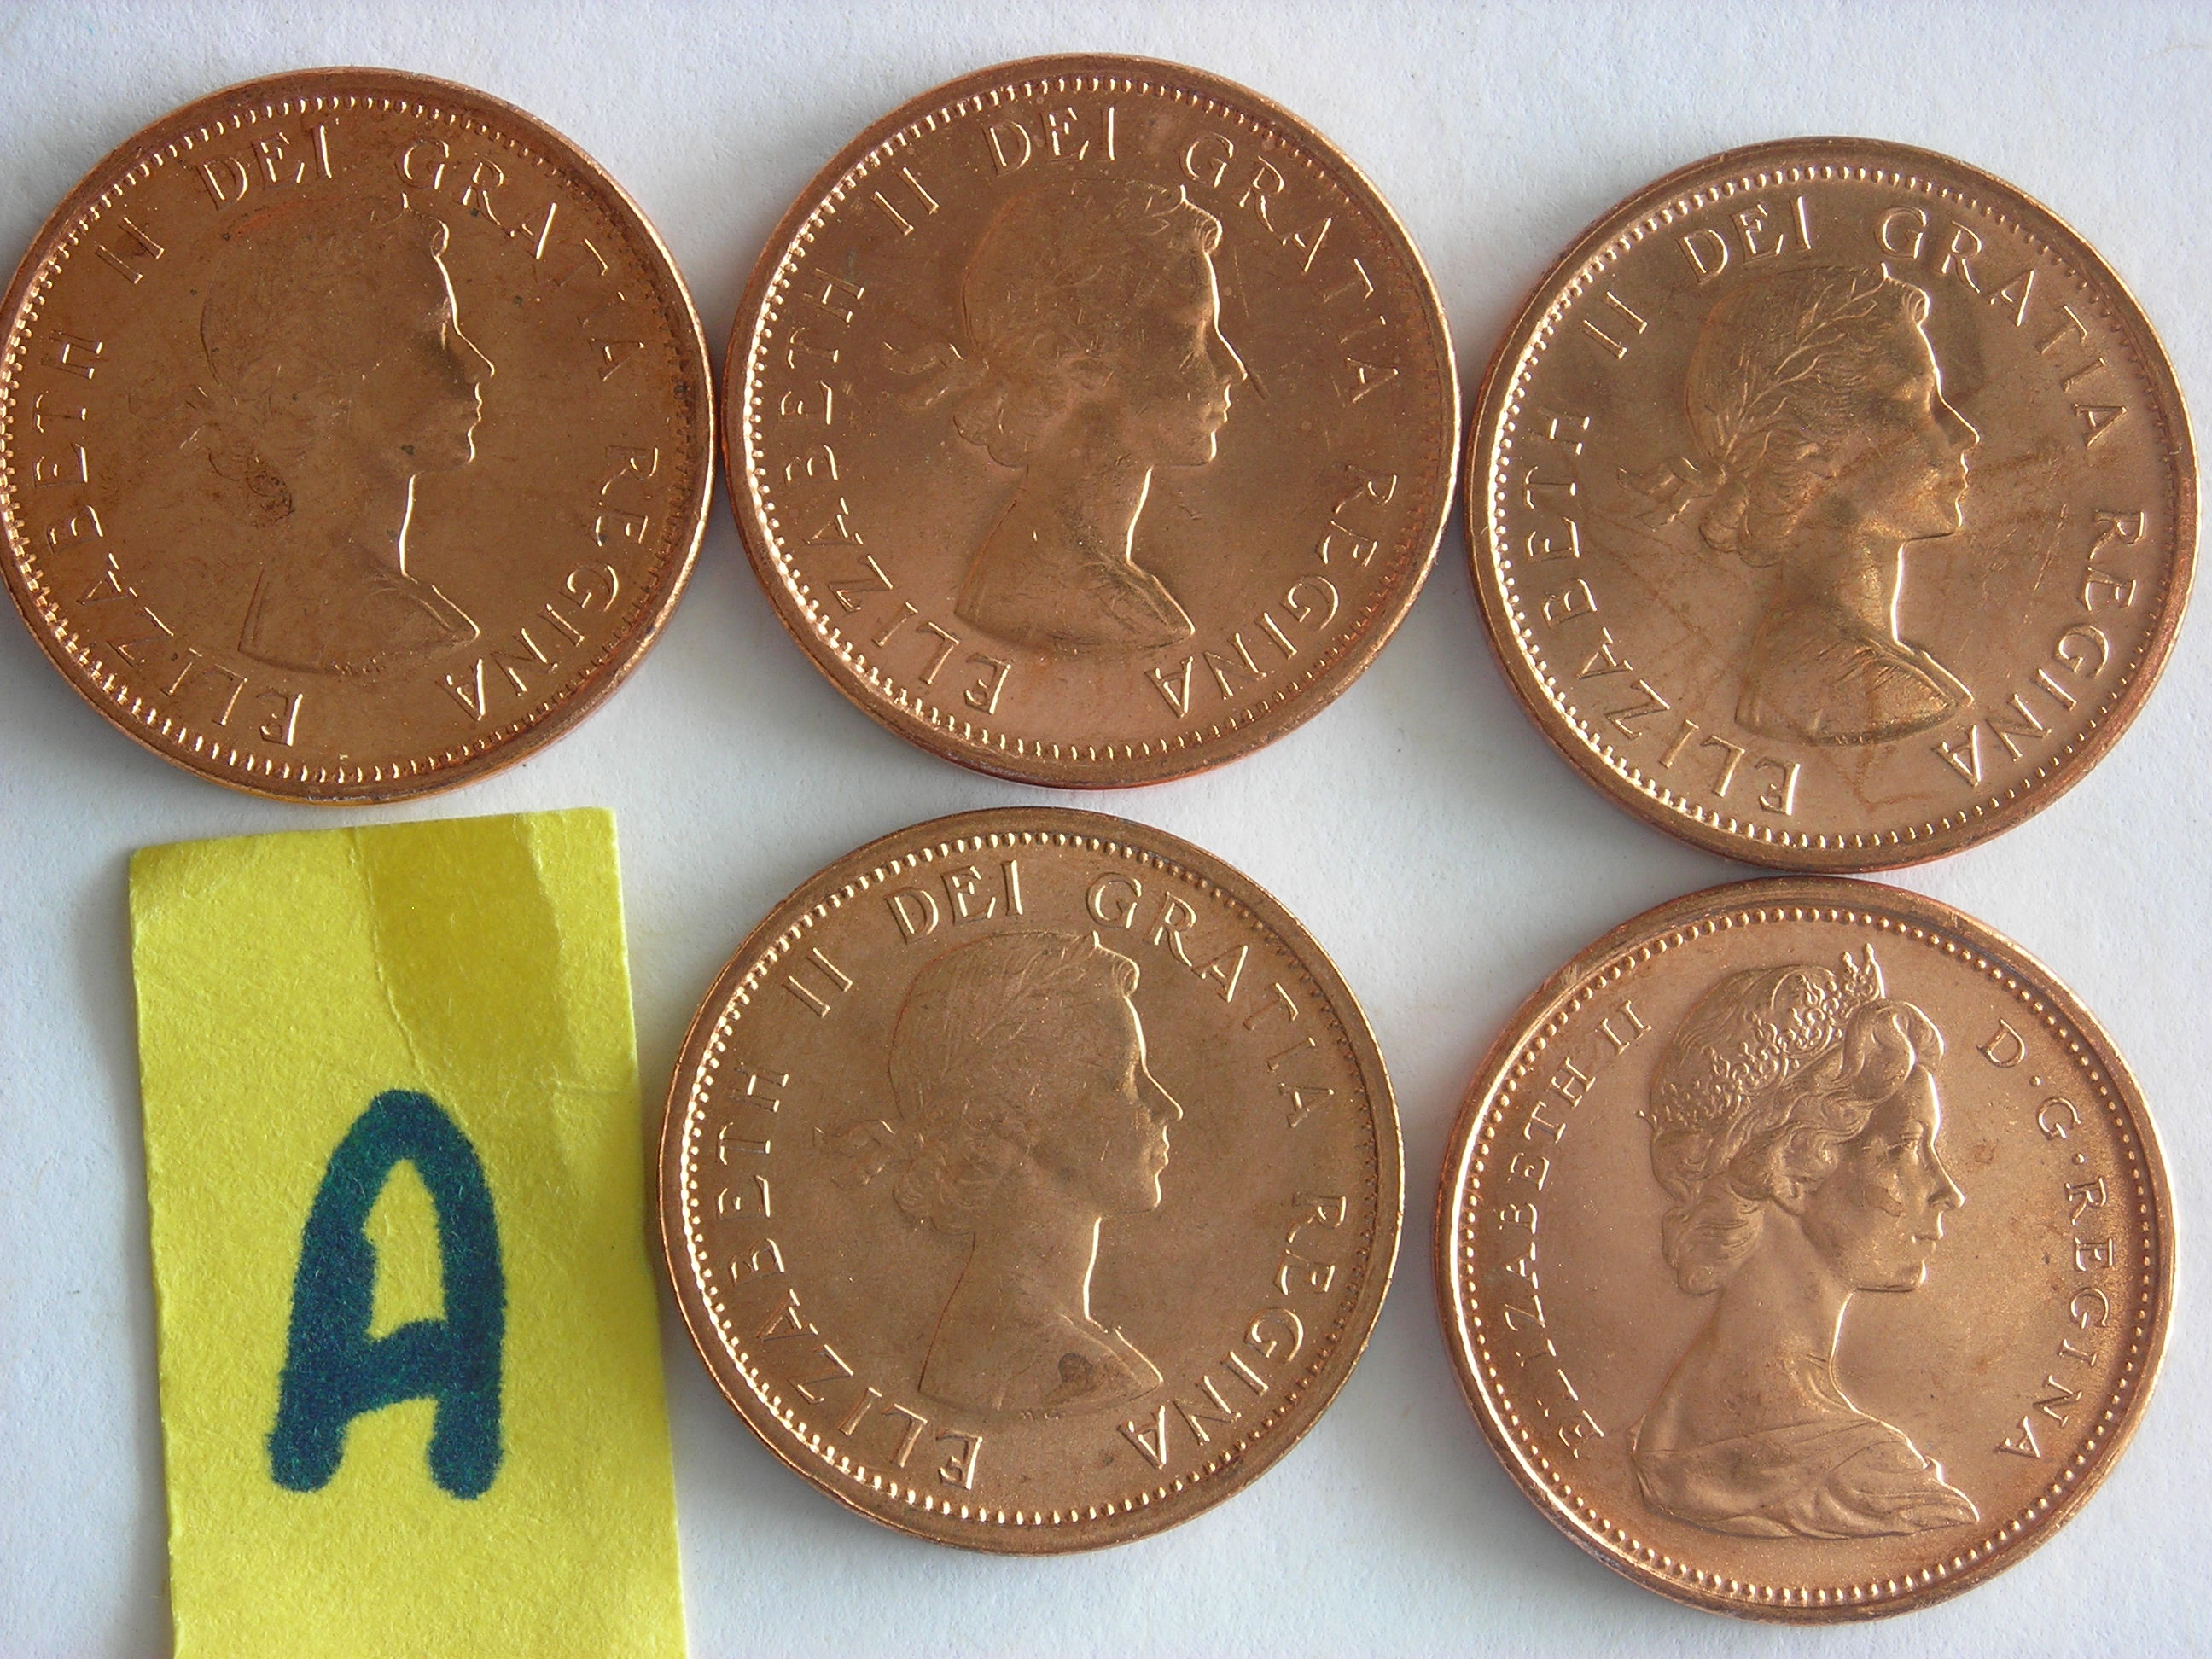 ELIZABETH II DEI GRATIA REGINA
ELIZABETH II DEI GRATIA REGINA
ELIZABETH II DEI GRATIA REGINA
A
ELIZABETH II DEI GRATIA REGINA
ELIZABETH II D·G·REGINA